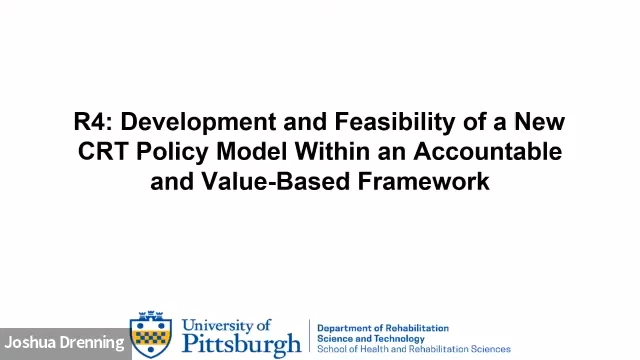 R4: Development and Feasibility of a New
CRT Policy Model Within an Accountable
and Value-Based Framework
Joshua Drenning
University of
Pittsburgh
Department of Rehabilitation
Science and Technology
School of Health and Rehabilitation Sciences